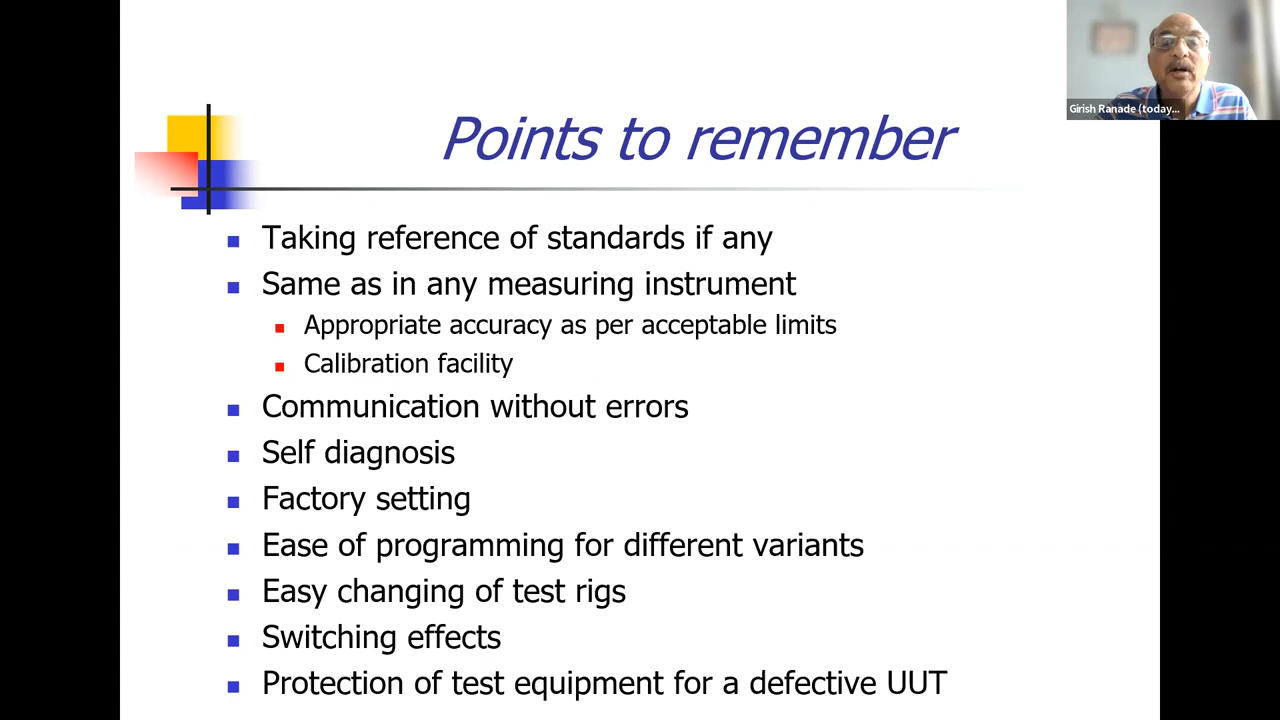 Girish Ranade (today...
Points to remember
Taking reference of standards if any
Same as in any measuring instrument
Appropriate accuracy as per acceptable limits
Calibration facility
Communication without errors
Self diagnosis
Factory setting
Ease of programming for different variants
Easy changing of test rigs
Switching effects
Protection of test equipment for a defective UUT